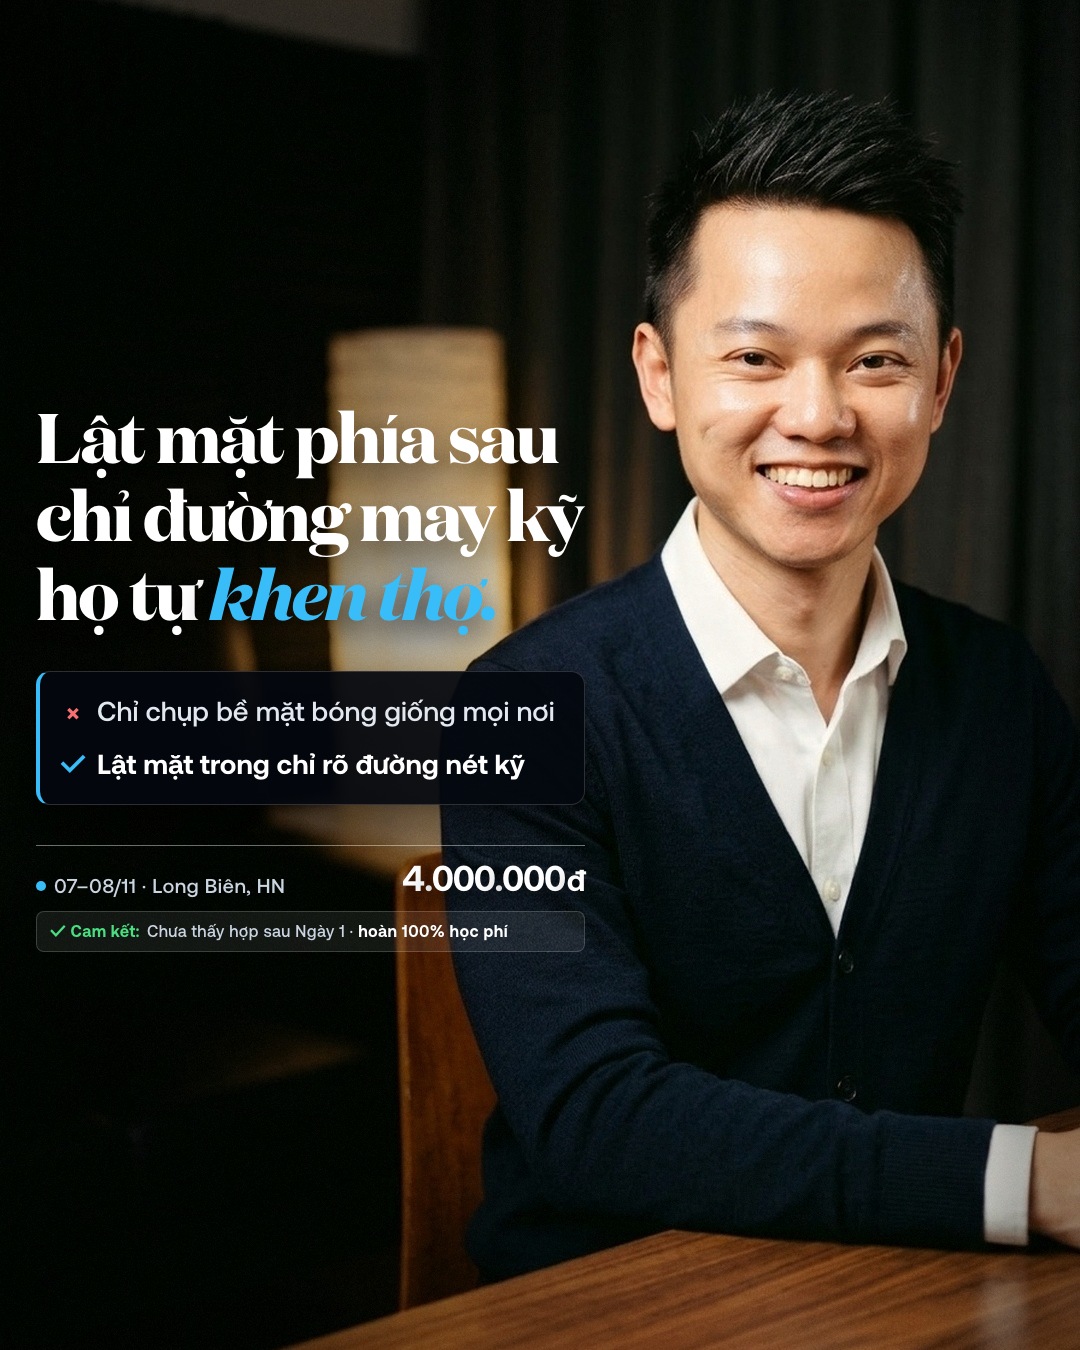 Lật mặt phía sau
chỉ đường may kỹ
họ tự khen thợ.
× Chỉ chụp bề mặt bóng giống mọi nơi
✓ Lật mặt trong chỉ rõ đường nét kỹ
07–08/11 · Long Biên, HN
4.000.000đ
✓ Cam kết: Chưa thấy hợp sau Ngày 1 · hoàn 100% học phí